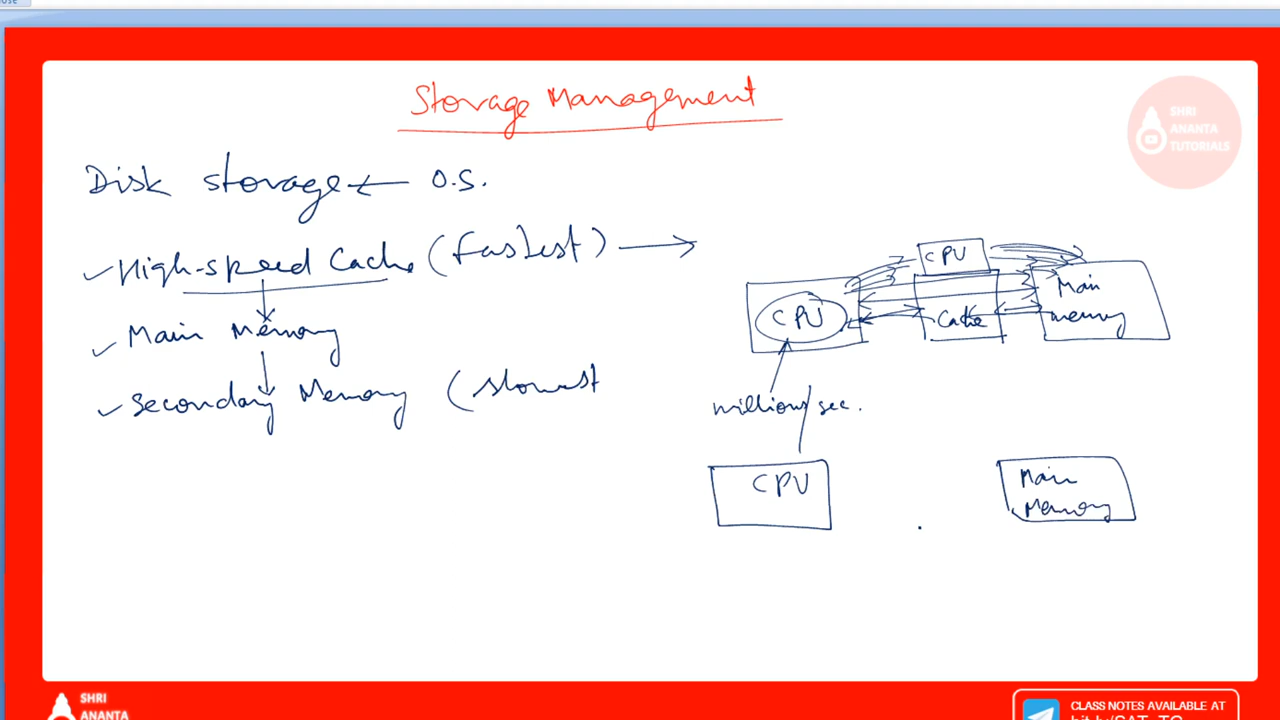 Storage Management
SHRI
ANANTA
TUTORIALS
Disk storage ← O.S.
✓ High-speed Cache (fastest) →
✓ Main Memory
✓ Secondary Memory (slowest
CPU
CPU
Cache
Main
memory
millions/sec.
CPU
Main
Memory
SHRI
ANANTA
CLASS NOTES AVAILABLE AT